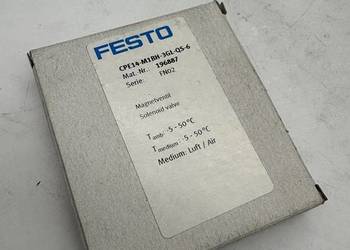 FESTO
CPE14-M1BH-3GL-QS-6
Mat. Nr.: 196887
Serie: FN02
Magnetventil
Solenoid valve
Tamb: -5 - 50 °C
Tmedium: -5 - 50 °C
Medium: Luft / Air